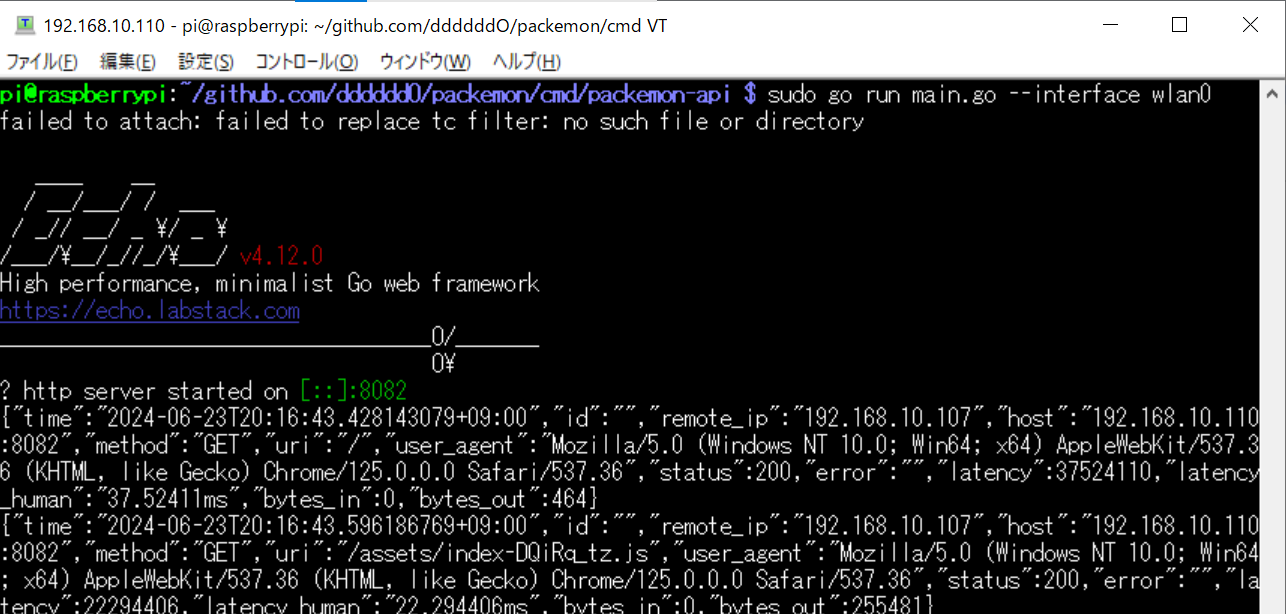 192.168.10.110 - pi@raspberrypi: ~/github.com/ddddddO/packemon/cmd VT
ファイル(F) 編集(E) 設定(S) コントロール(O) ウィンドウ(W) ヘルプ(H)
pi@raspberrypi:~/github.com/ddddddO/packemon/cmd/packemon-api $ sudo go run main.go --interface wlan0
failed to attach: failed to replace tc filter: no such file or directory
   ____    __
  / __/___/ /  ___
 / _// __/ _ ¥/ _ ¥
/___/¥__/_//_/¥___/ v4.12.0
High performance, minimalist Go web framework
https://echo.labstack.com
____________________________________O/_______
                                    O¥
? http server started on [::]:8082
{"time":"2024-06-23T20:16:43.428143079+09:00","id":"","remote_ip":"192.168.10.107","host":"192.168.10.110
:8082","method":"GET","uri":"/","user_agent":"Mozilla/5.0 (Windows NT 10.0; Win64; x64) AppleWebKit/537.3
6 (KHTML, like Gecko) Chrome/125.0.0.0 Safari/537.36","status":200,"error":"","latency":37524110,"latency
_human":"37.52411ms","bytes_in":0,"bytes_out":464}
{"time":"2024-06-23T20:16:43.596186769+09:00","id":"","remote_ip":"192.168.10.107","host":"192.168.10.110
:8082","method":"GET","uri":"/assets/index-DQiRq_tz.js","user_agent":"Mozilla/5.0 (Windows NT 10.0; Win64
; x64) AppleWebKit/537.36 (KHTML, like Gecko) Chrome/125.0.0.0 Safari/537.36","status":200,"error":"","la
tency":22294406,"latency_human":"22.294406ms","bytes_in":0,"bytes_out":255481}